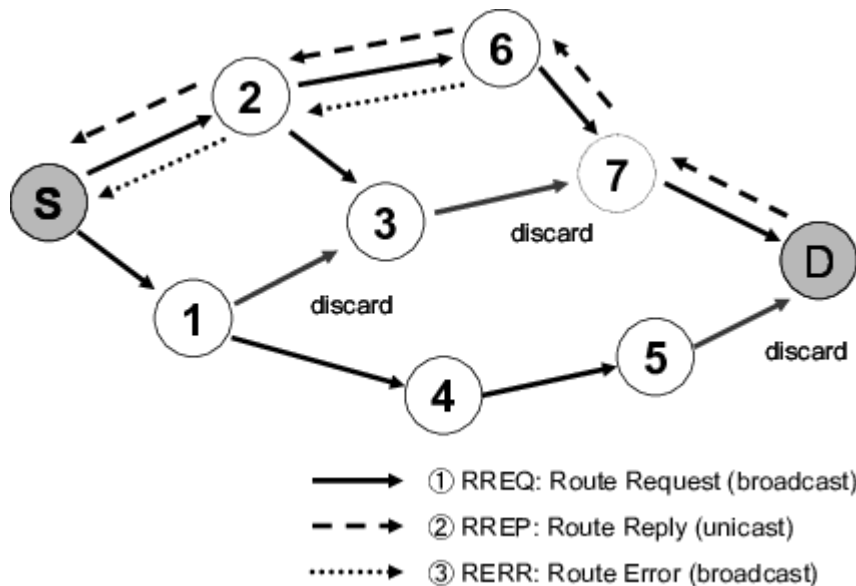 6
2
S
7
3
discard
D
1
discard
5
discard
4
① RREQ: Route Request (broadcast)
② RREP: Route Reply (unicast)
③ RERR: Route Error (broadcast)